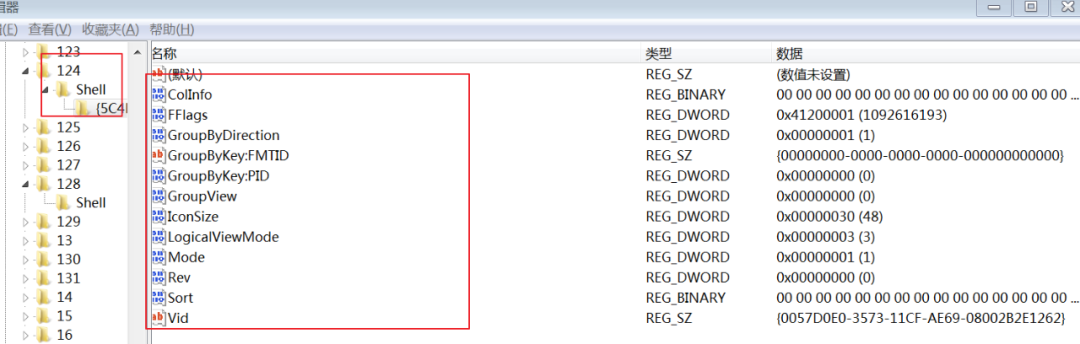 辑器
辑(E) 查看(V) 收藏夹(A) 帮助(H)
123
124
Shell
{5C4
125
126
127
128
Shell
129
13
130
131
14
15
16
名称 类型 数据
(默认) REG_SZ (数值未设置)
ColInfo REG_BINARY 00 00 00 00 00 00 00 00 00 00 00 00 00 00 ...
FFlags REG_DWORD 0x41200001 (1092616193)
GroupByDirection REG_DWORD 0x00000001 (1)
GroupByKey:FMTID REG_SZ {00000000-0000-0000-0000-000000000000}
GroupByKey:PID REG_DWORD 0x00000000 (0)
GroupView REG_DWORD 0x00000000 (0)
IconSize REG_DWORD 0x00000030 (48)
LogicalViewMode REG_DWORD 0x00000003 (3)
Mode REG_DWORD 0x00000001 (1)
Rev REG_DWORD 0x00000000 (0)
Sort REG_BINARY 00 00 00 00 00 00 00 00 00 00 00 00 00 00 ...
Vid REG_SZ {0057D0E0-3573-11CF-AE69-08002B2E1262}